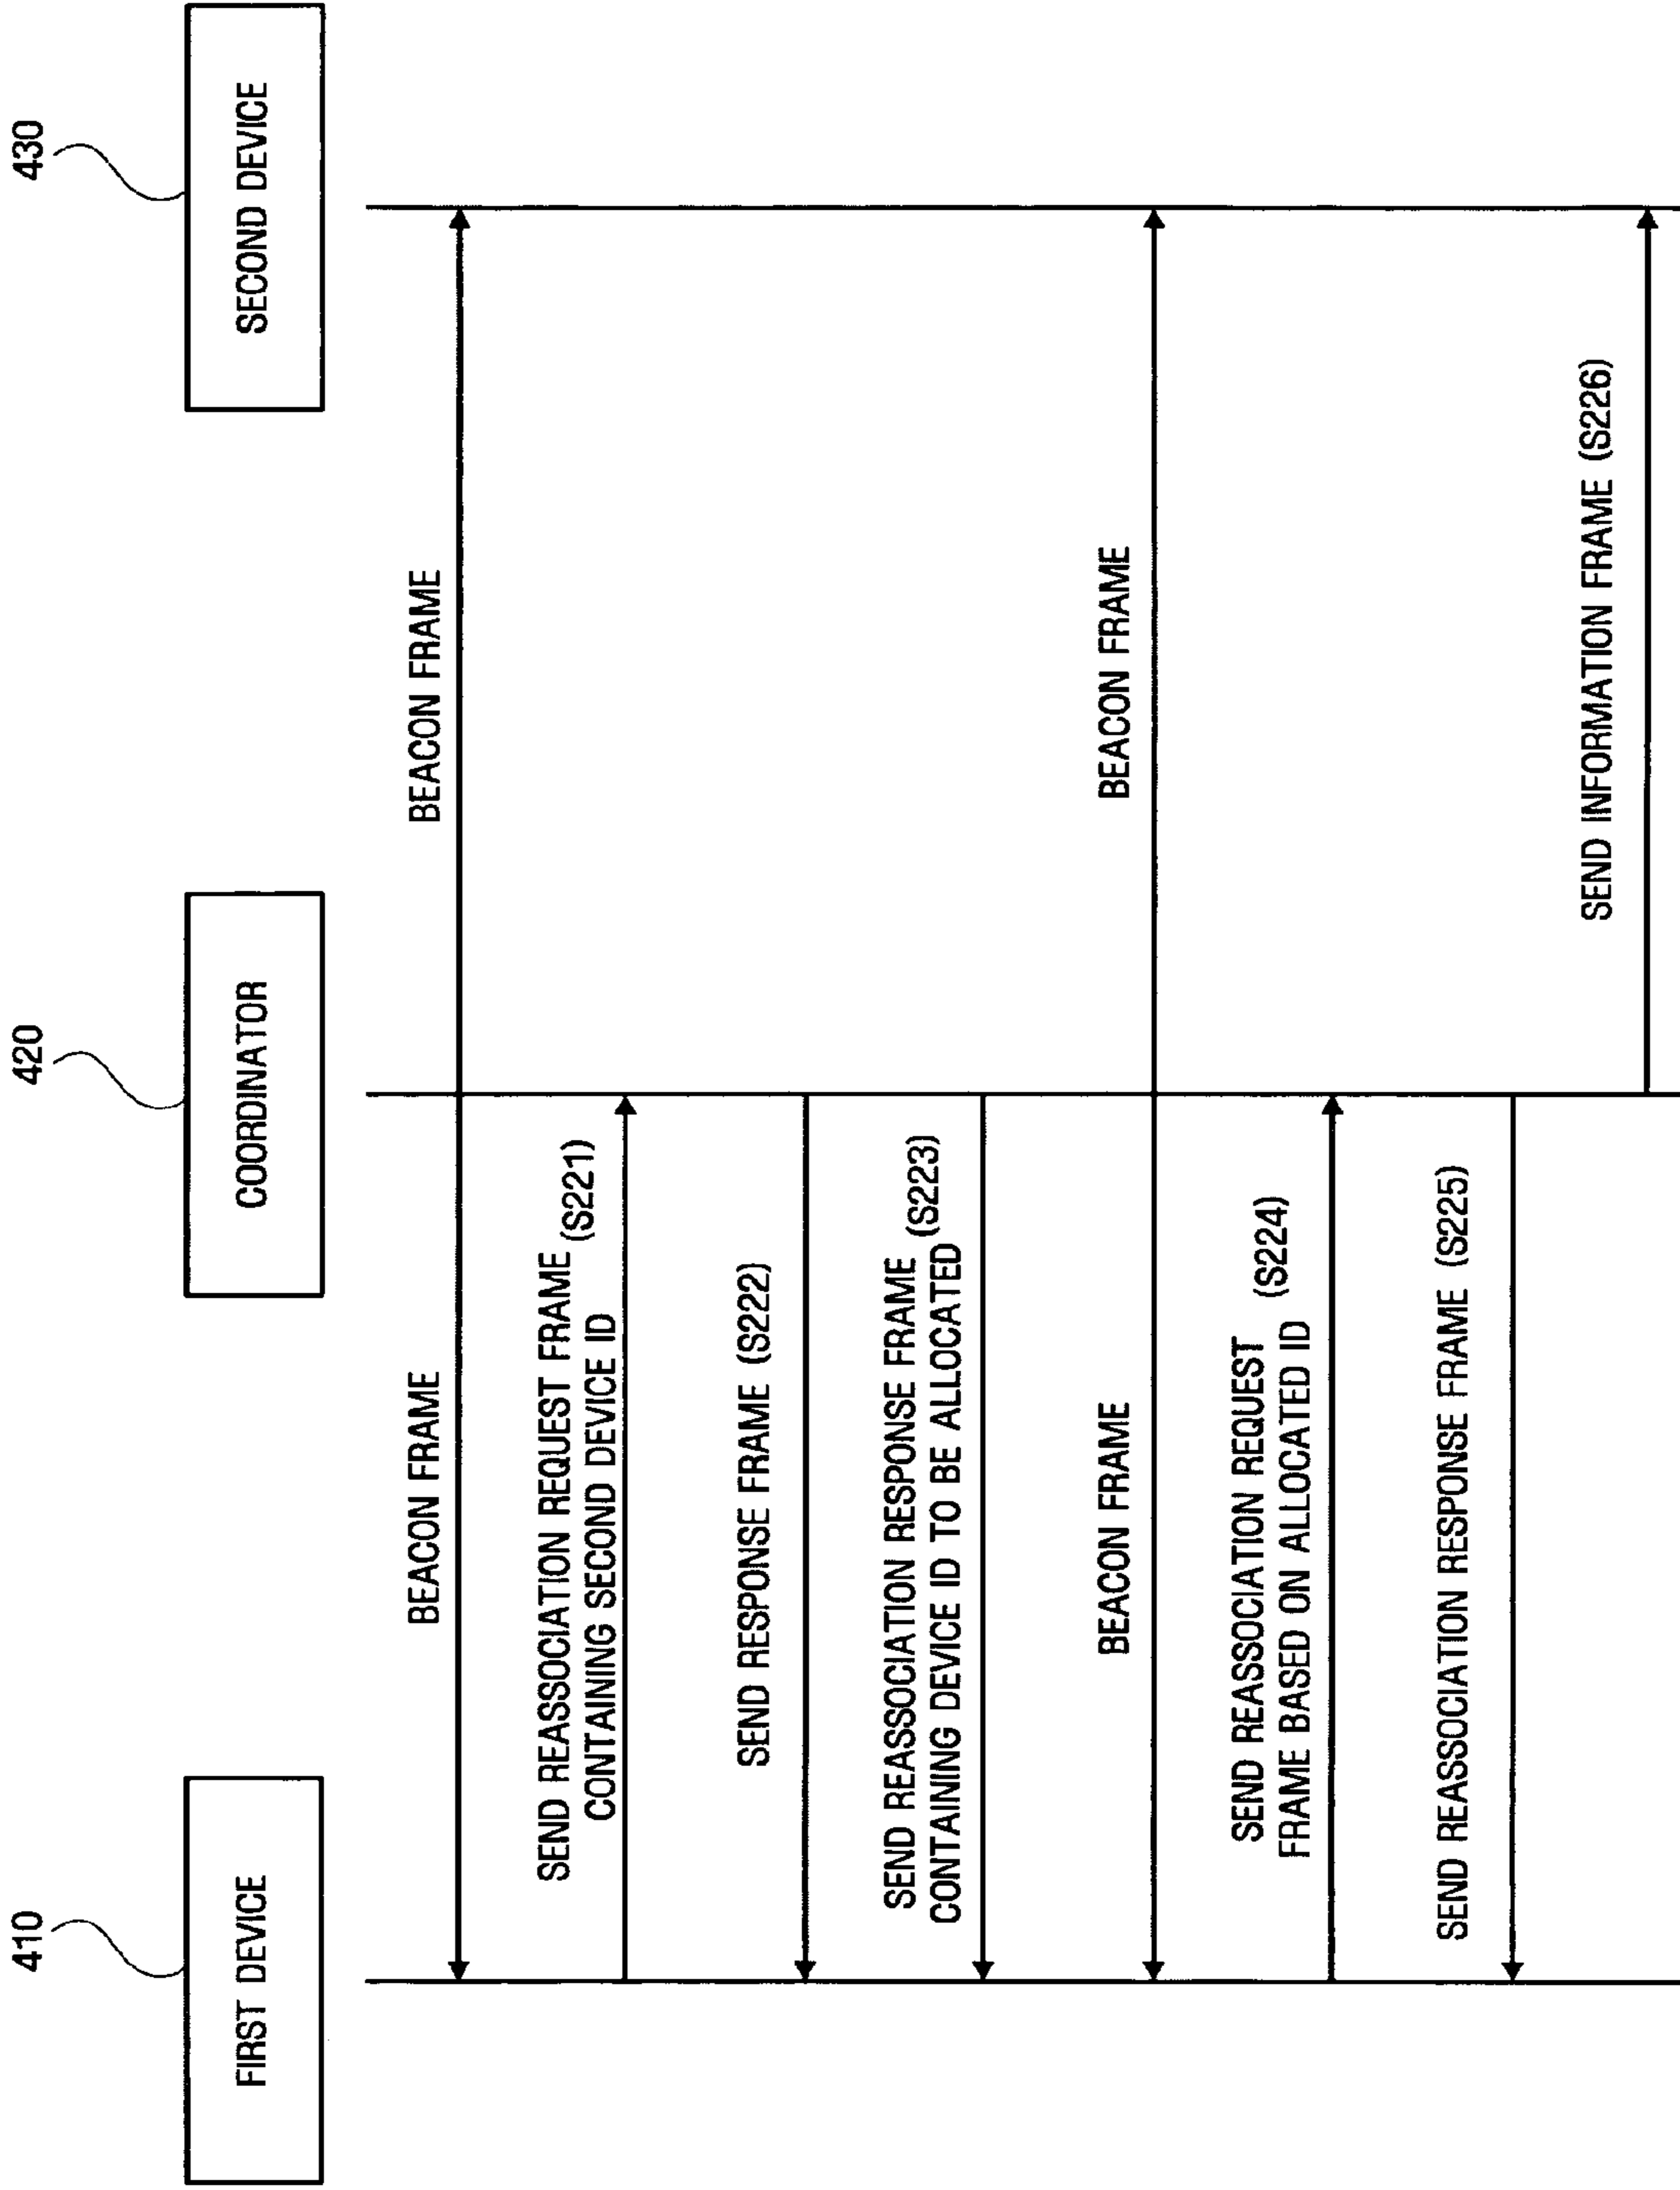 410
420
430
FIRST DEVICE
COORDINATOR
SECOND DEVICE
BEACON FRAME
BEACON FRAME
SEND REASSOCIATION REQUEST FRAME (S221)
CONTAINING SECOND DEVICE ID
SEND RESPONSE FRAME (S222)
SEND REASSOCIATION RESPONSE FRAME (S223)
CONTAINING DEVICE ID TO BE ALLOCATED
BEACON FRAME
BEACON FRAME
SEND REASSOCIATION REQUEST (S224)
FRAME BASED ON ALLOCATED ID
SEND REASSOCIATION RESPONSE FRAME (S225)
SEND INFORMATION FRAME (S226)